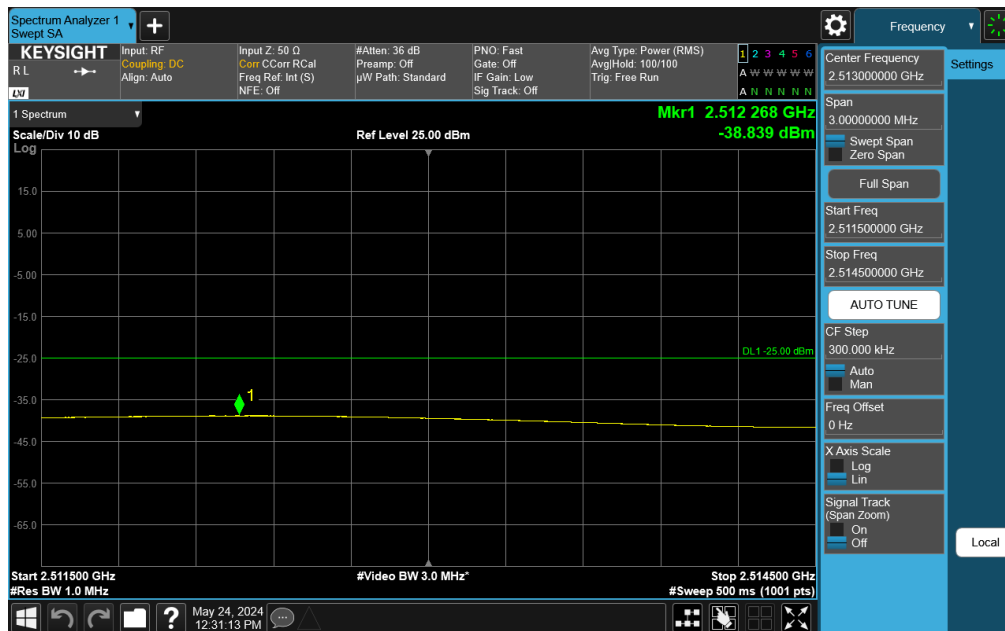 Spectrum Analyzer 1
Swept SA
+
Frequency
KEYSIGHT
R L
LXI
Input: RF
Coupling: DC
Align: Auto
Input Z: 50 Ω
Corr CCorr RCal
Freq Ref: Int (S)
NFE: Off
#Atten: 36 dB
Preamp: Off
µW Path: Standard
PNO: Fast
Gate: Off
IF Gain: Low
Sig Track: Off
Avg Type: Power (RMS)
Avg|Hold: 100/100
Trig: Free Run
1 2 3 4 5 6
A W W W W W
A N N N N N
1 Spectrum
Scale/Div 10 dB
Log
Ref Level 25.00 dBm
Mkr1 2.512 268 GHz
-38.839 dBm
15.0
5.00
-5.00
-15.0
-25.0
DL1 -25.00 dBm
-35.0
1
-45.0
-55.0
-65.0
Start 2.511500 GHz
#Res BW 1.0 MHz
#Video BW 3.0 MHz*
Stop 2.514500 GHz
#Sweep 500 ms (1001 pts)
?
May 24, 2024
12:31:13 PM
Center Frequency
2.513000000 GHz
Span
3.00000000 MHz
Swept Span
Zero Span
Full Span
Start Freq
2.511500000 GHz
Stop Freq
2.514500000 GHz
AUTO TUNE
CF Step
300.000 kHz
Auto
Man
Freq Offset
0 Hz
X Axis Scale
Log
Lin
Signal Track
(Span Zoom)
On
Off
Settings
Local